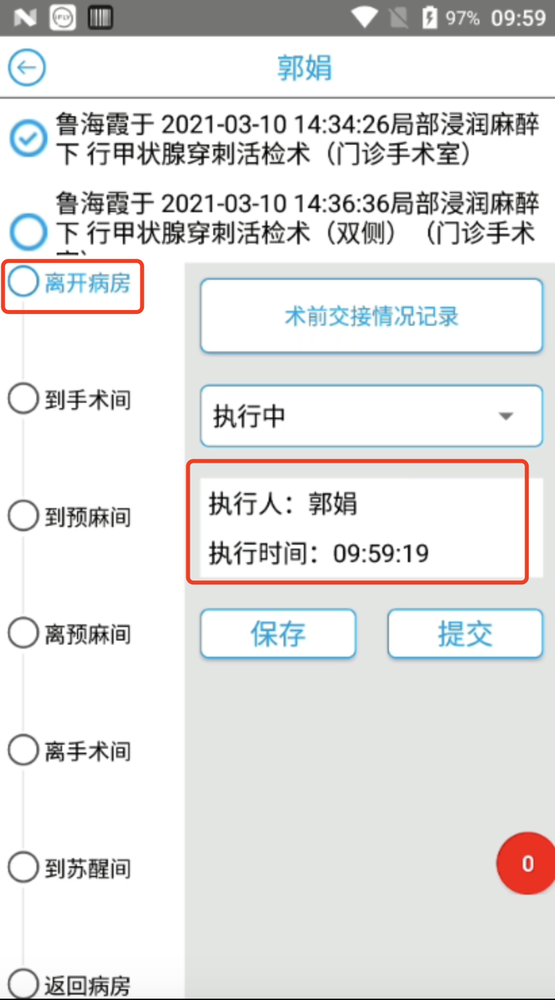 iFLY
97% 09:59
郭娟
鲁海霞于 2021-03-10 14:34:26局部浸润麻醉
下 行甲状腺穿刺活检术（门诊手术室）
鲁海霞于 2021-03-10 14:36:36局部浸润麻醉
下 行甲状腺穿刺活检术（双侧）（门诊手术
离开病房
术前交接情况记录
到手术间
执行中
到预麻间
执行人：郭娟
执行时间：09:59:19
离预麻间
保存
提交
离手术间
到苏醒间
0
返回病房